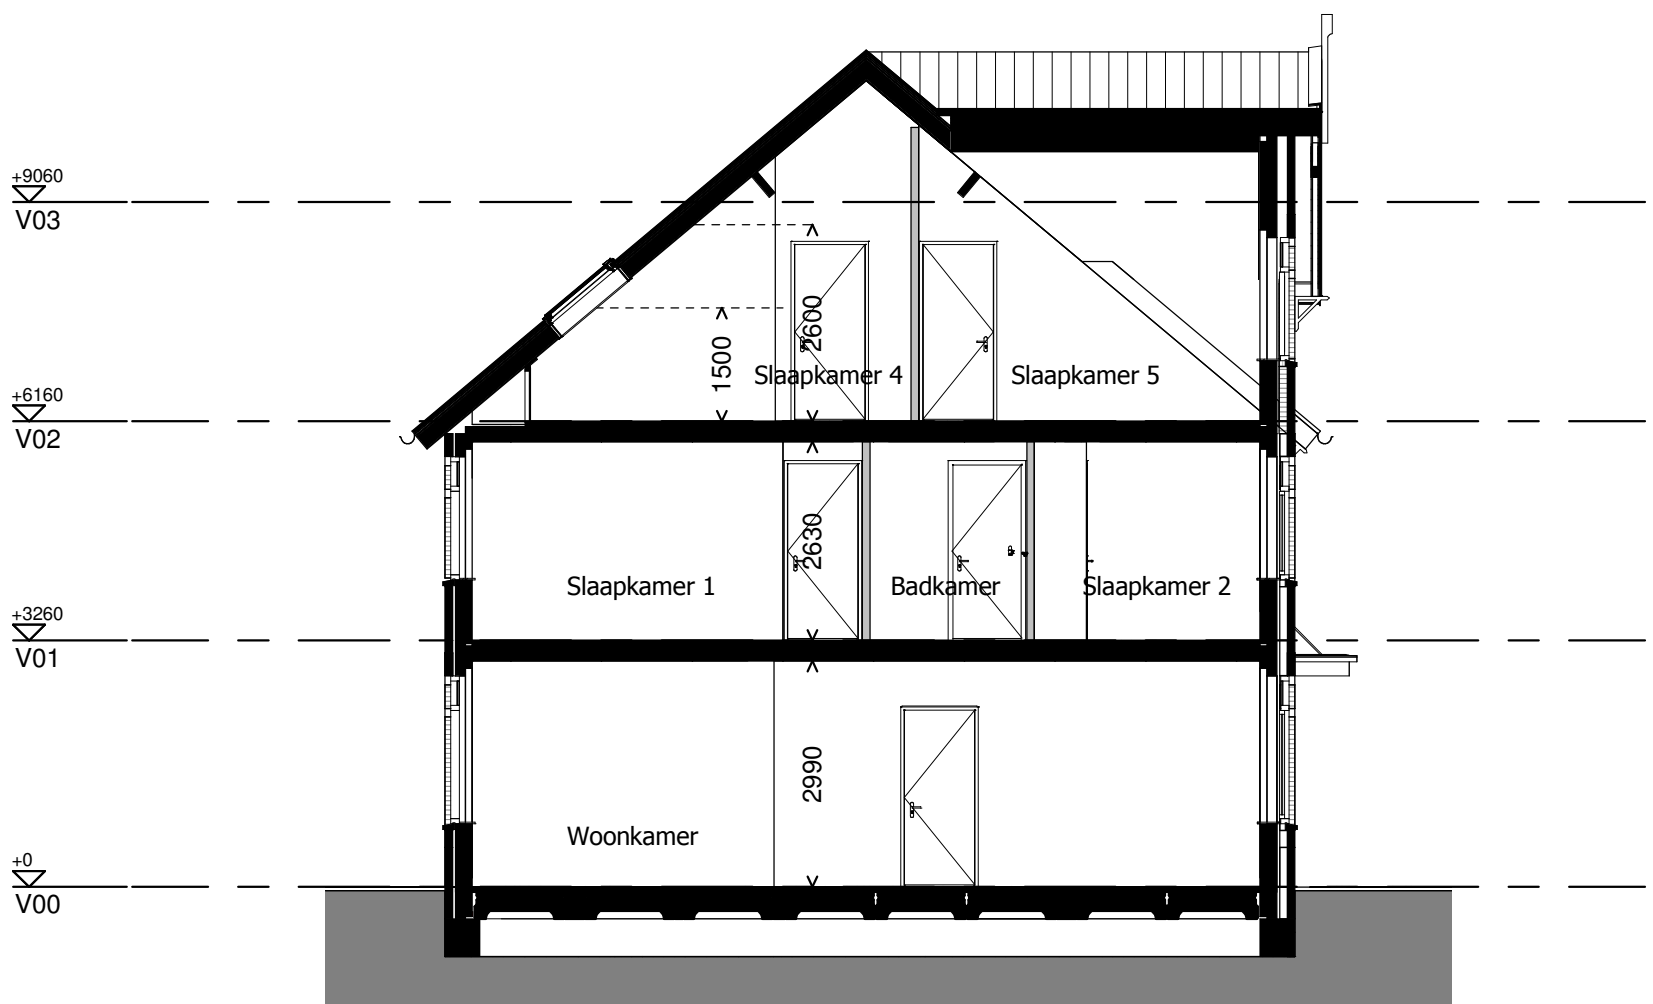 +9060
V03
2600
1500
Slaapkamer 4
Slaapkamer 5
+6160
V02
2630
Slaapkamer 1
Badkamer
Slaapkamer 2
+3260
V01
2990
Woonkamer
+0
V00